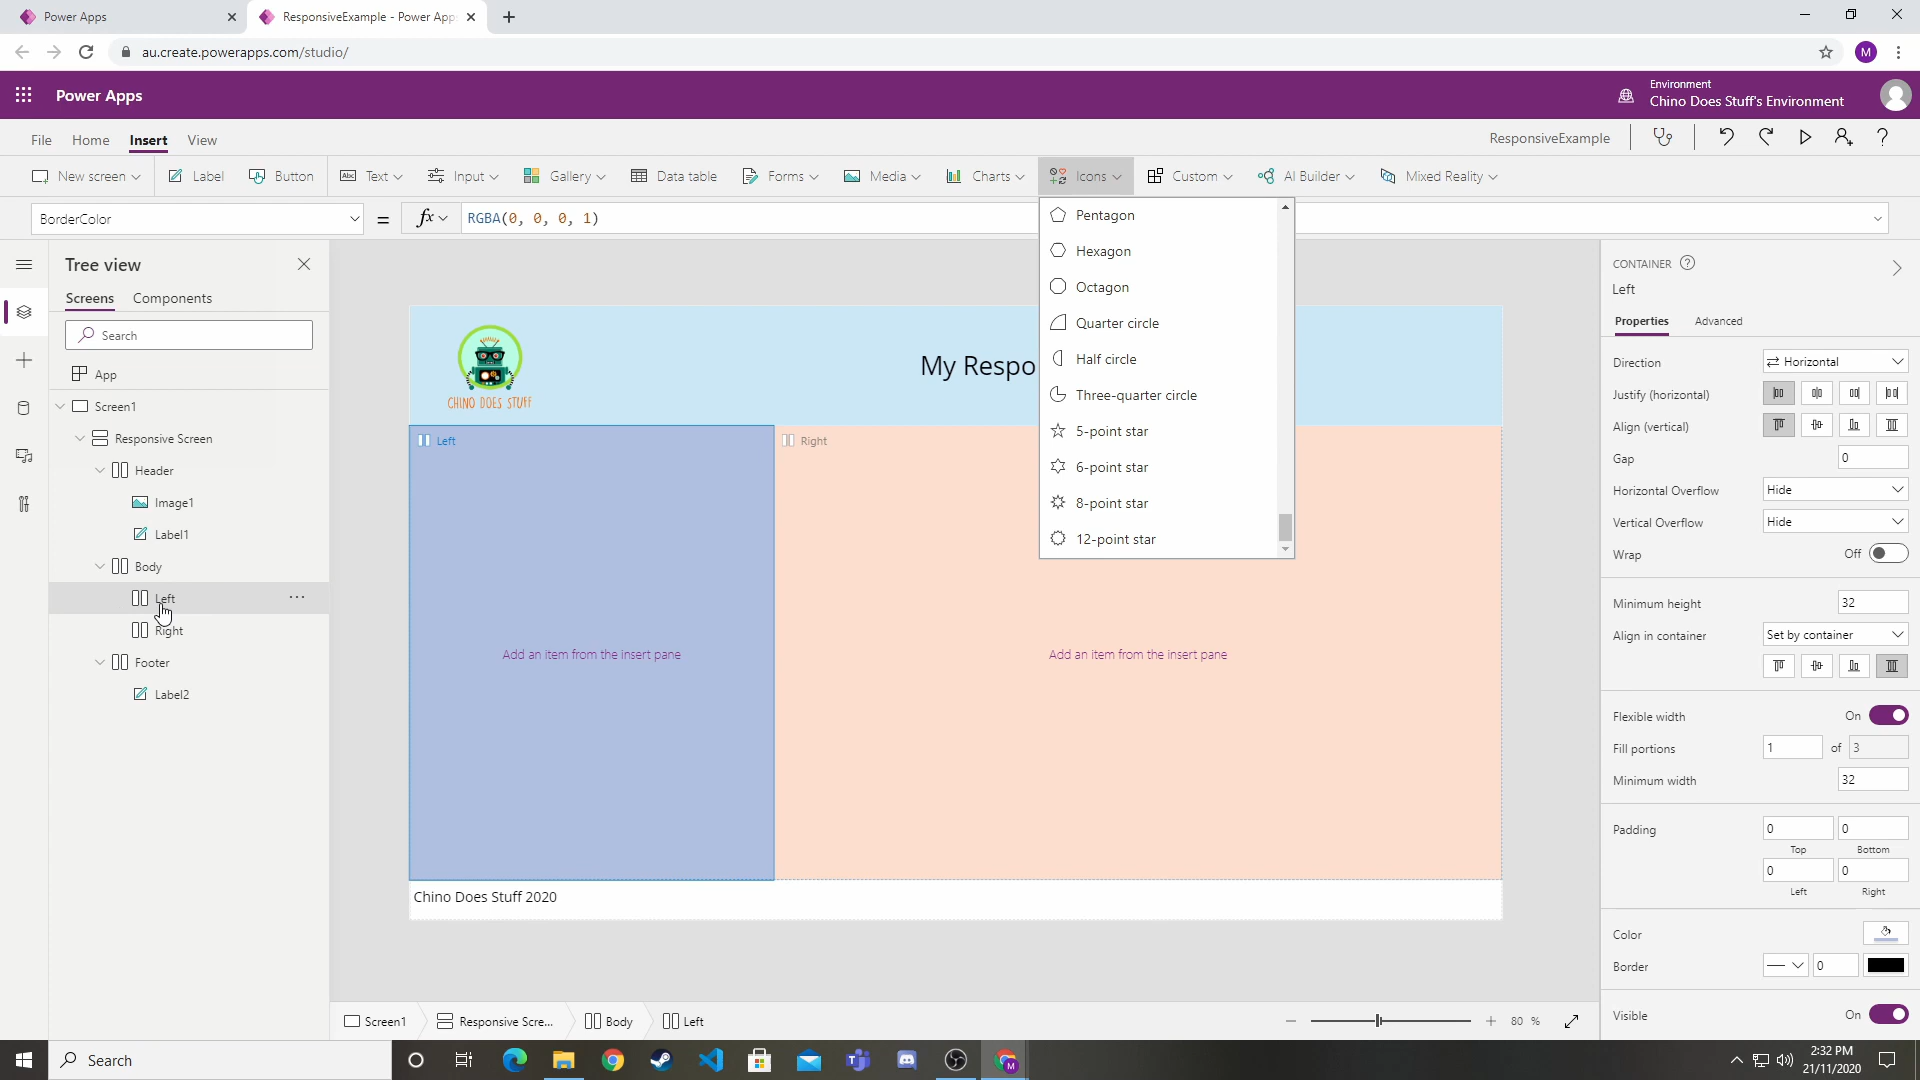 Power Apps
ResponsiveExample - Power App
au.create.powerapps.com/studio/
M
Power Apps
Environment
Chino Does Stuff's Environment
File
Home
Insert
View
ResponsiveExample
New screen
Label
Button
Text
Input
Gallery
Data table
Forms
Media
Charts
Icons
Custom
AI Builder
Mixed Reality
BorderColor
=
fx
RGBA(0, 0, 0, 1)
Tree view
Screens
Components
Search
App
Screen1
Responsive Screen
Header
Image1
Label1
Body
Left
Right
Footer
Label2
CHINO DOES STUFF
My Respo
Left
Right
Add an item from the insert pane
Add an item from the insert pane
Chino Does Stuff 2020
Pentagon
Hexagon
Octagon
Quarter circle
Half circle
Three-quarter circle
5-point star
6-point star
8-point star
12-point star
CONTAINER
Left
Properties
Advanced
Direction
Horizontal
Justify (horizontal)
Align (vertical)
Gap
0
Horizontal Overflow
Hide
Vertical Overflow
Hide
Wrap
Off
Minimum height
32
Align in container
Set by container
Flexible width
On
Fill portions
1 of 3
Minimum width
32
Padding
0 0
Top Bottom
0 0
Left Right
Color
Border
0
Visible
On
Screen1
Responsive Scre...
Body
Left
80 %
Search
2:32 PM
21/11/2020